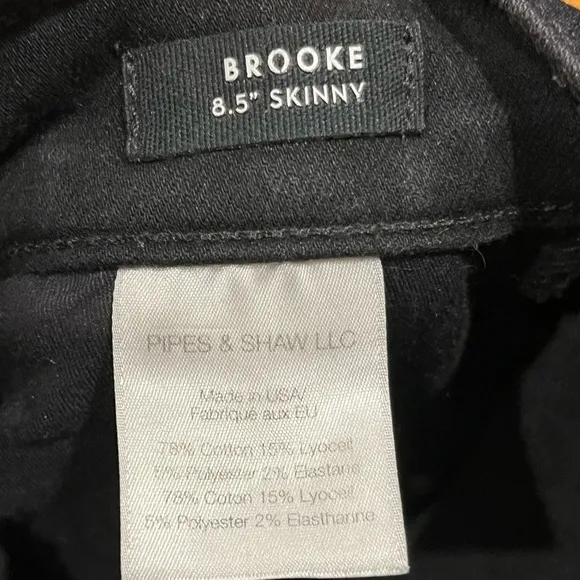 BROOKE
8.5" SKINNY
PIPES & SHAW LLC
Made in USA/
Fabriqué aux EU
78% Cotton 15% Lyocell
5% Polyester 2% Elastane
78% Coton 15% Lyocell
5% Polyester 2% Elasthanne